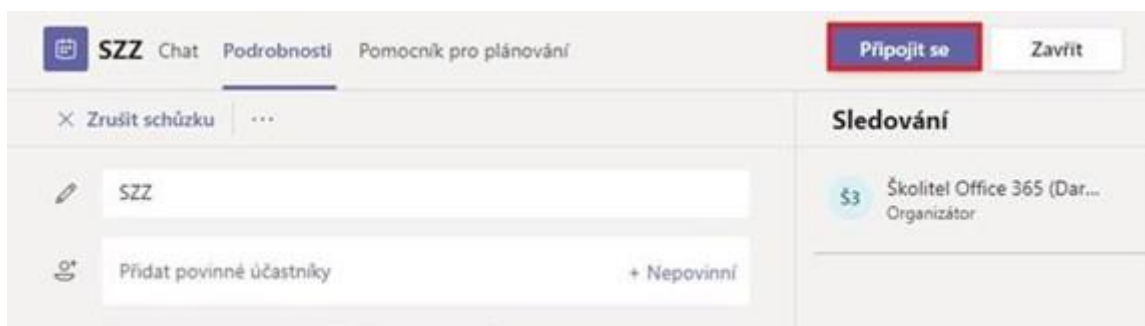 SZZ Chat Podrobnosti Pomocník pro plánování Připojit se Zavřít
Zrušit schůzku ...
Sledování
SZZ
Š3 Školitel Office 365 (Dar...
Organizátor
Přidat povinné účastníky + Nepovinní